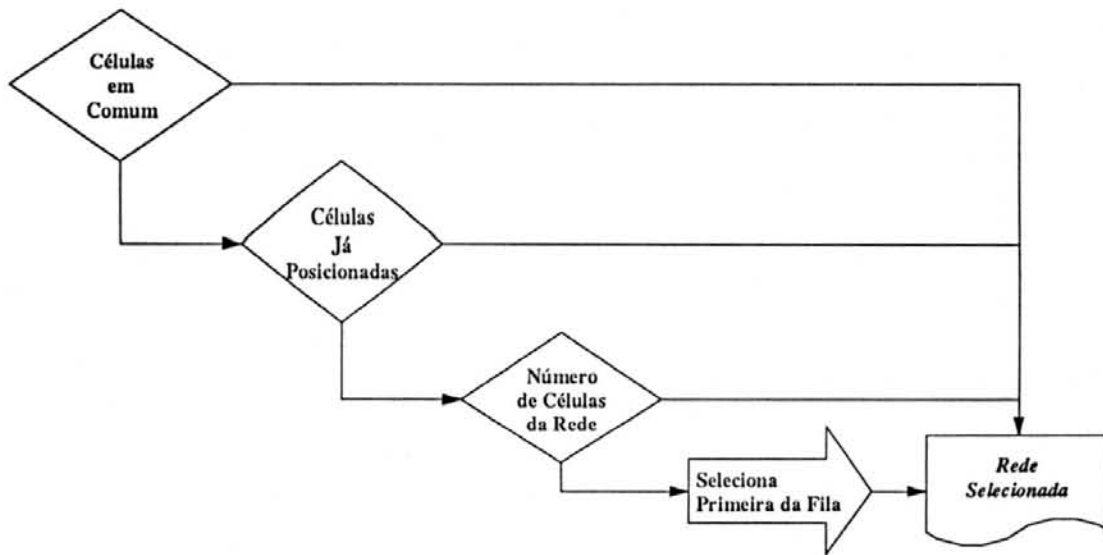 Células
em
Comum
Células
Já
Posicionadas
Número
de Células
da Rede
Seleciona
Primeira da Fila
Rede
Selecionada